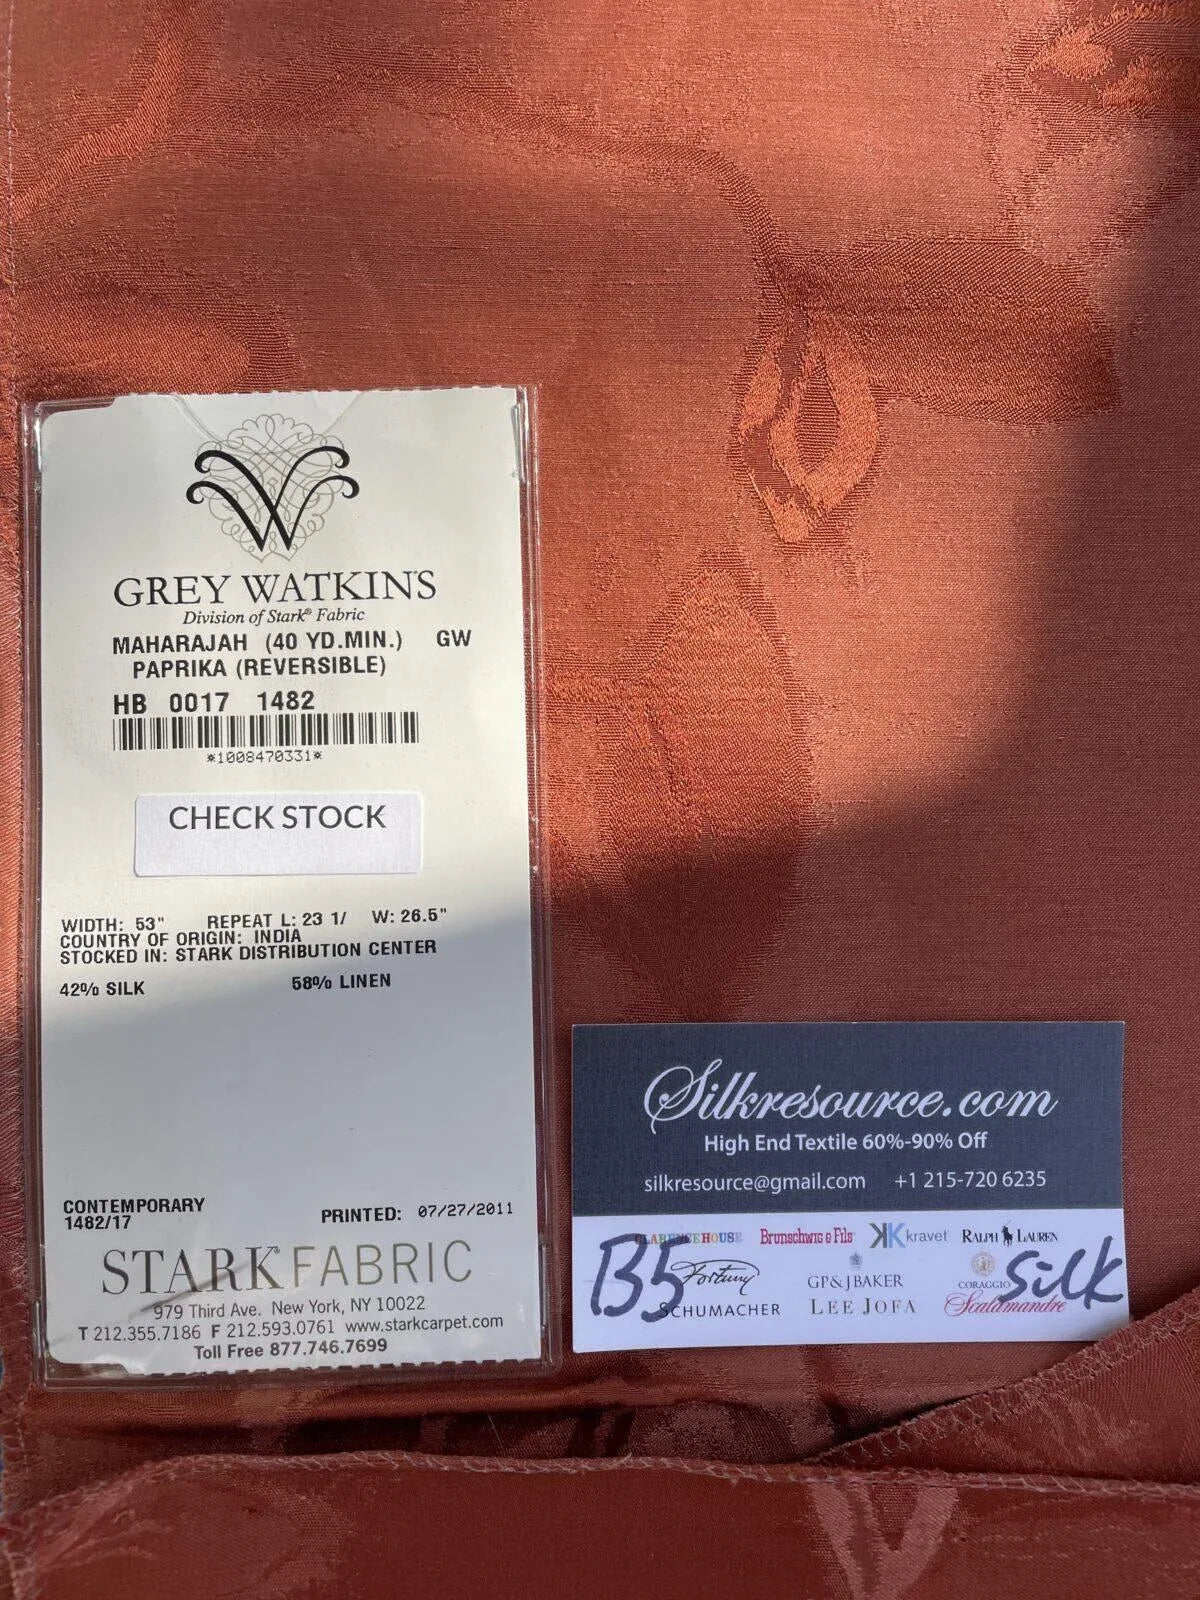 GREY WATKINS
Division of Stark® Fabric
MAHARAJAH (40 YD.MIN.) GW
PAPRIKA (REVERSIBLE)
HB 0017 1482
*1008470331*
CHECK STOCK
WIDTH: 53" REPEAT L: 23 1/ W: 26.5"
COUNTRY OF ORIGIN: INDIA
STOCKED IN: STARK DISTRIBUTION CENTER
42% SILK 58% LINEN
CONTEMPORARY
1482/17 PRINTED: 07/27/2011
STARK® FABRIC
979 Third Ave. New York, NY 10022
T 212.355.7186 F 212.593.0761 www.starkcarpet.com
Toll Free 877.746.7699
Silkresource.com
High End Textile 60%-90% Off
silkresource@gmail.com +1 215-720 6235
CLARENCE HOUSE Brunschwig & Fils kravet RALPH LAUREN
B5 Fortuny GP&JBAKER CORAGGIO Silk
SCHUMACHER LEE JOFA Scalamandre